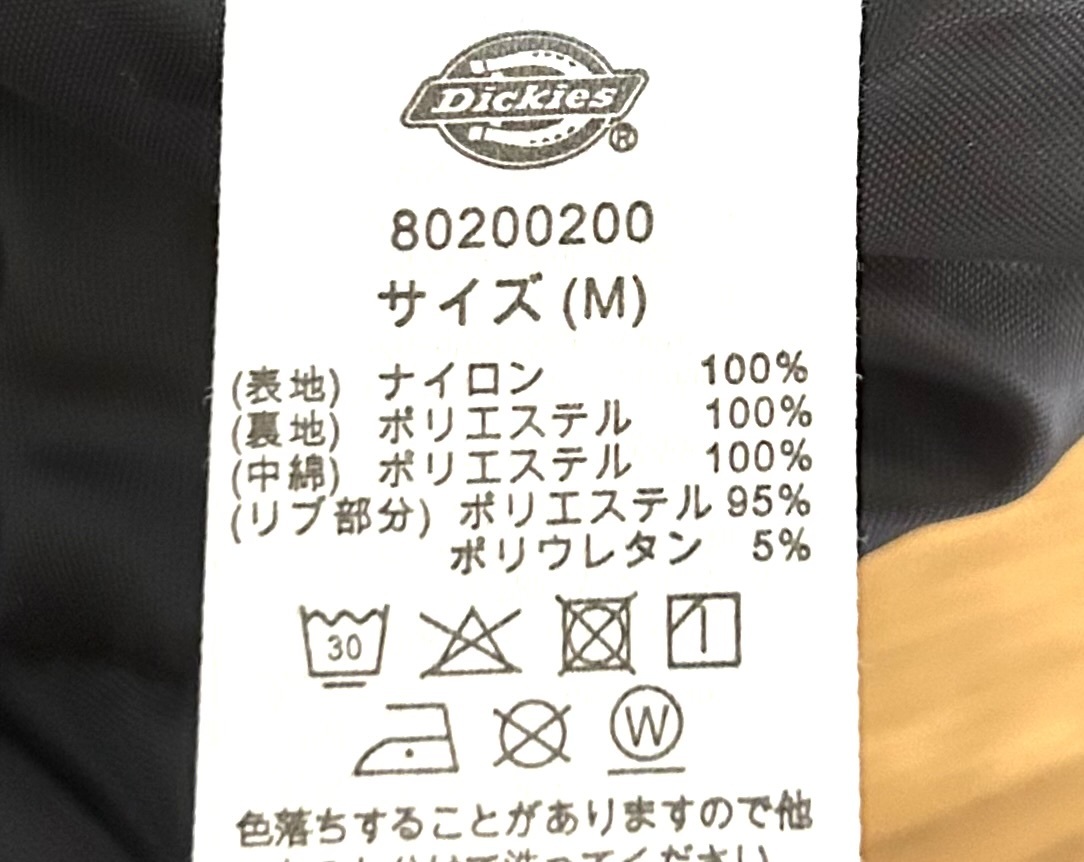 Dickies®
80200200
サイズ(M)
(表地) ナイロン 100%
(裏地) ポリエステル 100%
(中綿) ポリエステル 100%
(リブ部分) ポリエステル 95%
ポリウレタン 5%
30
W
色落ちすることがありますので他